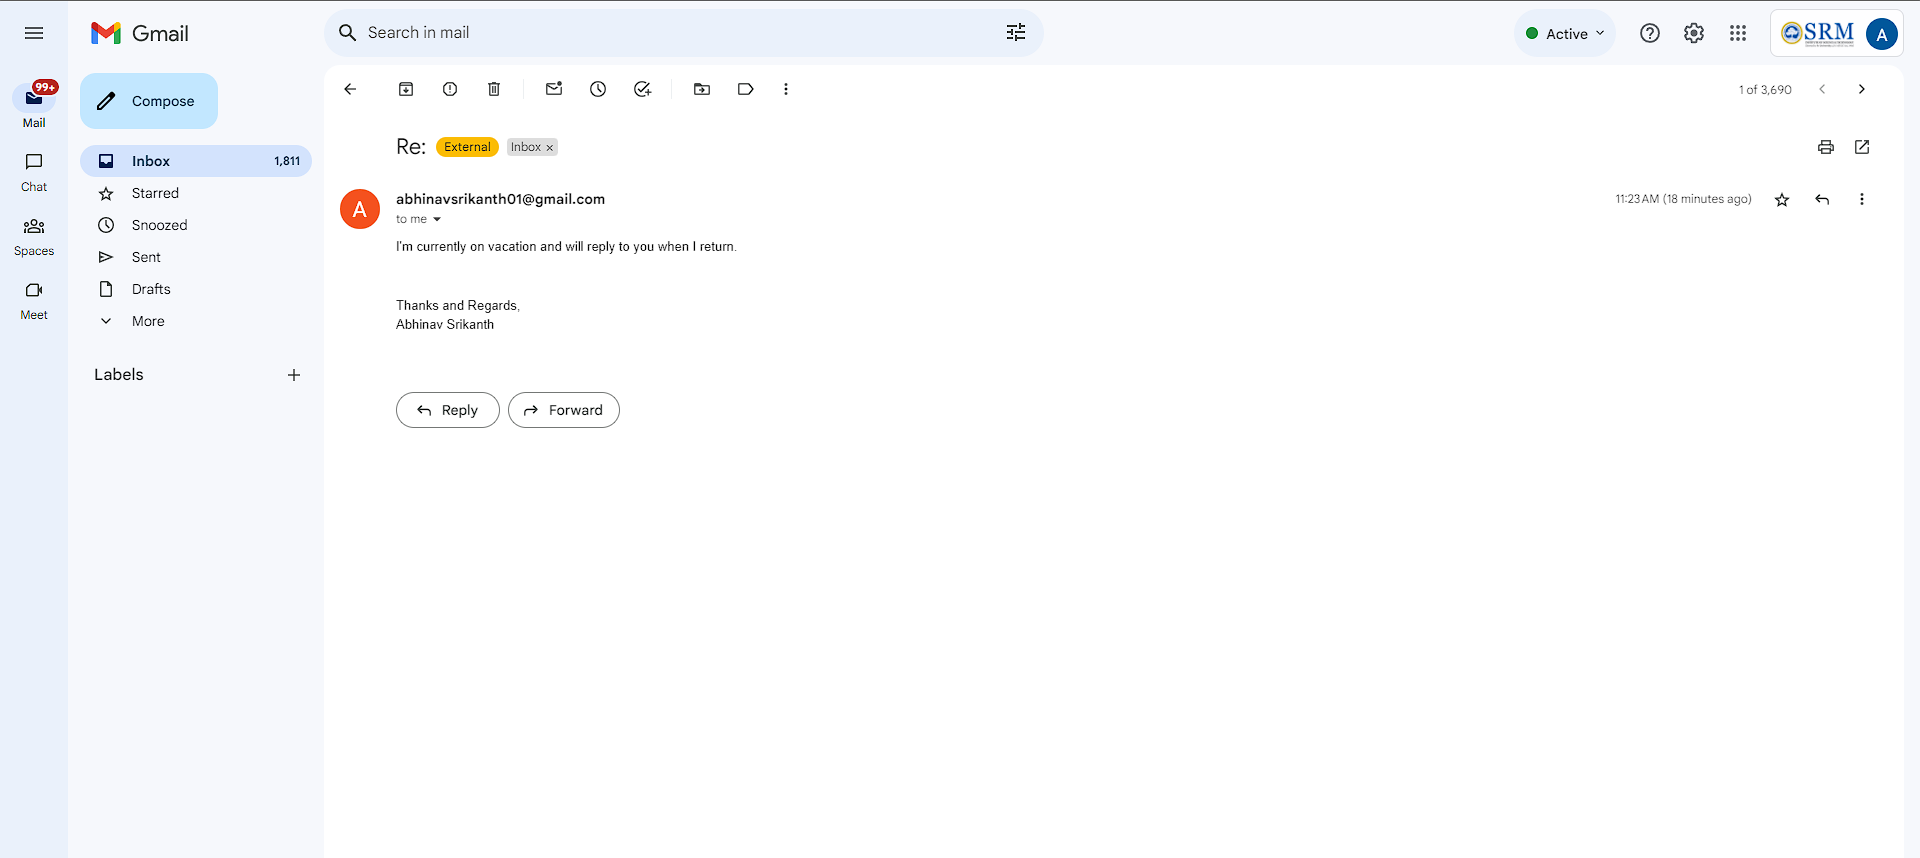 Gmail
Search in mail
Active
SRM
A
99+
Mail
Compose
1 of 3,690
Re: External Inbox ×
Inbox 1,811
Chat
Starred
abhinavsrikanth01@gmail.com 11:23 AM (18 minutes ago)
A
to me
Snoozed
Spaces
I'm currently on vacation and will reply to you when I return.
Sent
Drafts
Meet
Thanks and Regards,
Abhinav Srikanth
More
Labels
Reply Forward